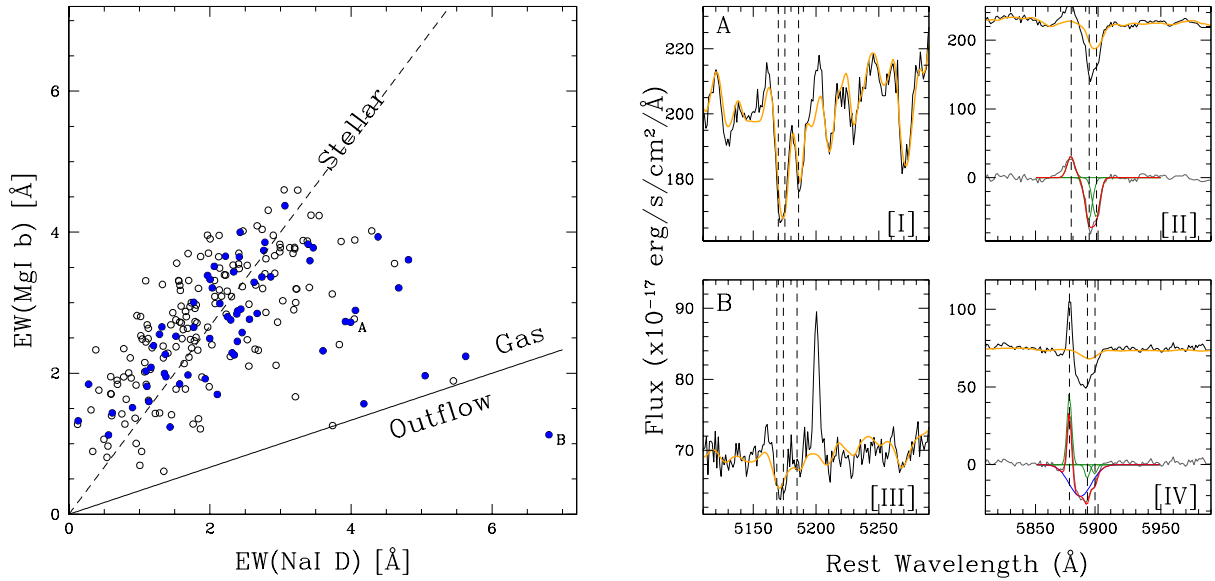 EW(MgI b) [Å]
6
4
2
0
0
2
4
6
EW(NaI D) [Å]
Stellar
Gas
Outflow
A
B
Flux (x10⁻¹⁷ erg/s/cm²/Å)
A
220
200
180
[I]
200
100
0
[II]
B
90
80
70
[III]
5150
5200
5250
100
50
0
[IV]
5850
5900
5950
Rest Wavelength (Å)